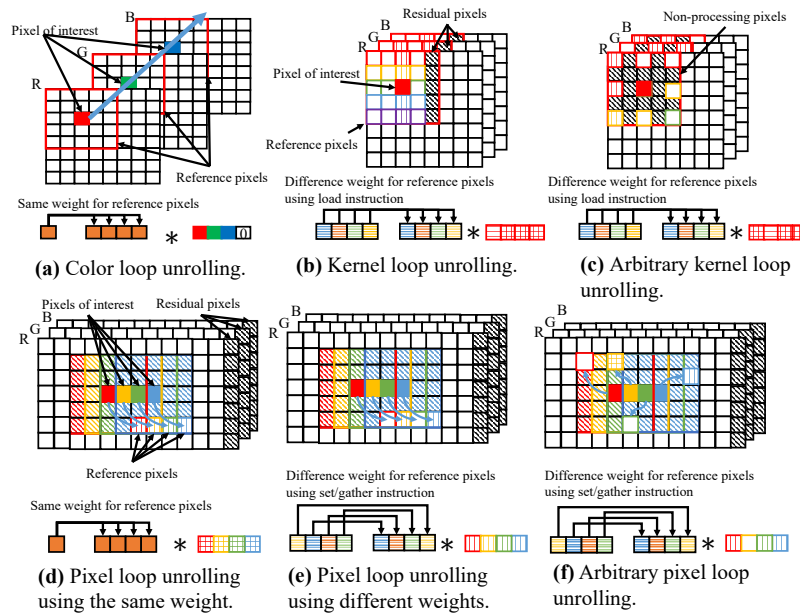 B
Pixel of interest
G
R
Reference pixels
Same weight for reference pixels
* 0
(a) Color loop unrolling.
Residual pixels
B
G
R
Pixel of interest
Reference pixels
Difference weight for reference pixels
using load instruction
*
(b) Kernel loop unrolling.
Non-processing pixels
B
G
R
Difference weight for reference pixels
using load instruction
*
(c) Arbitrary kernel loop
unrolling.
Pixels of interest
Residual pixels
B
G
R
Reference pixels
Same weight for reference pixels
*
(d) Pixel loop unrolling
using the same weight.
B
G
R
Difference weight for reference pixels
using set/gather instruction
*
(e) Pixel loop unrolling
using different weights.
B
G
R
Difference weight for reference pixels
using set/gather instruction
*
(f) Arbitrary pixel loop
unrolling.